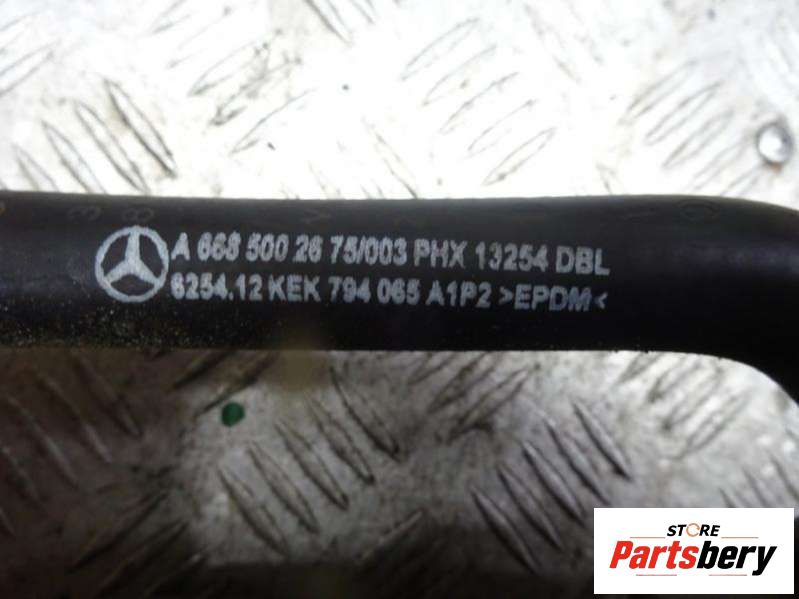 A 668 500 26 75/003 PHX 13254 DBL
6254.12 KEK 794 065 A1P2 >EPDM<
STORE
Partsbery